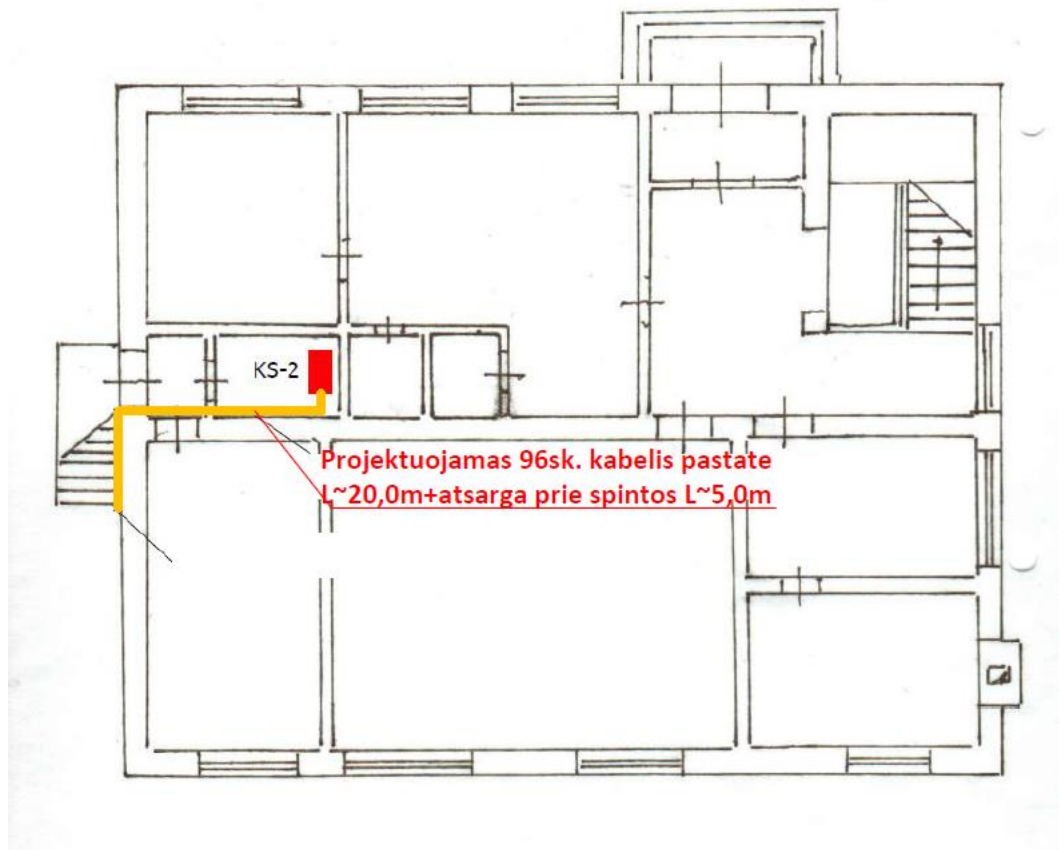 KS-2
Projektuojamas 96sk. kabelis pastate
L~20,0m+atsarga prie spintos L~5,0m